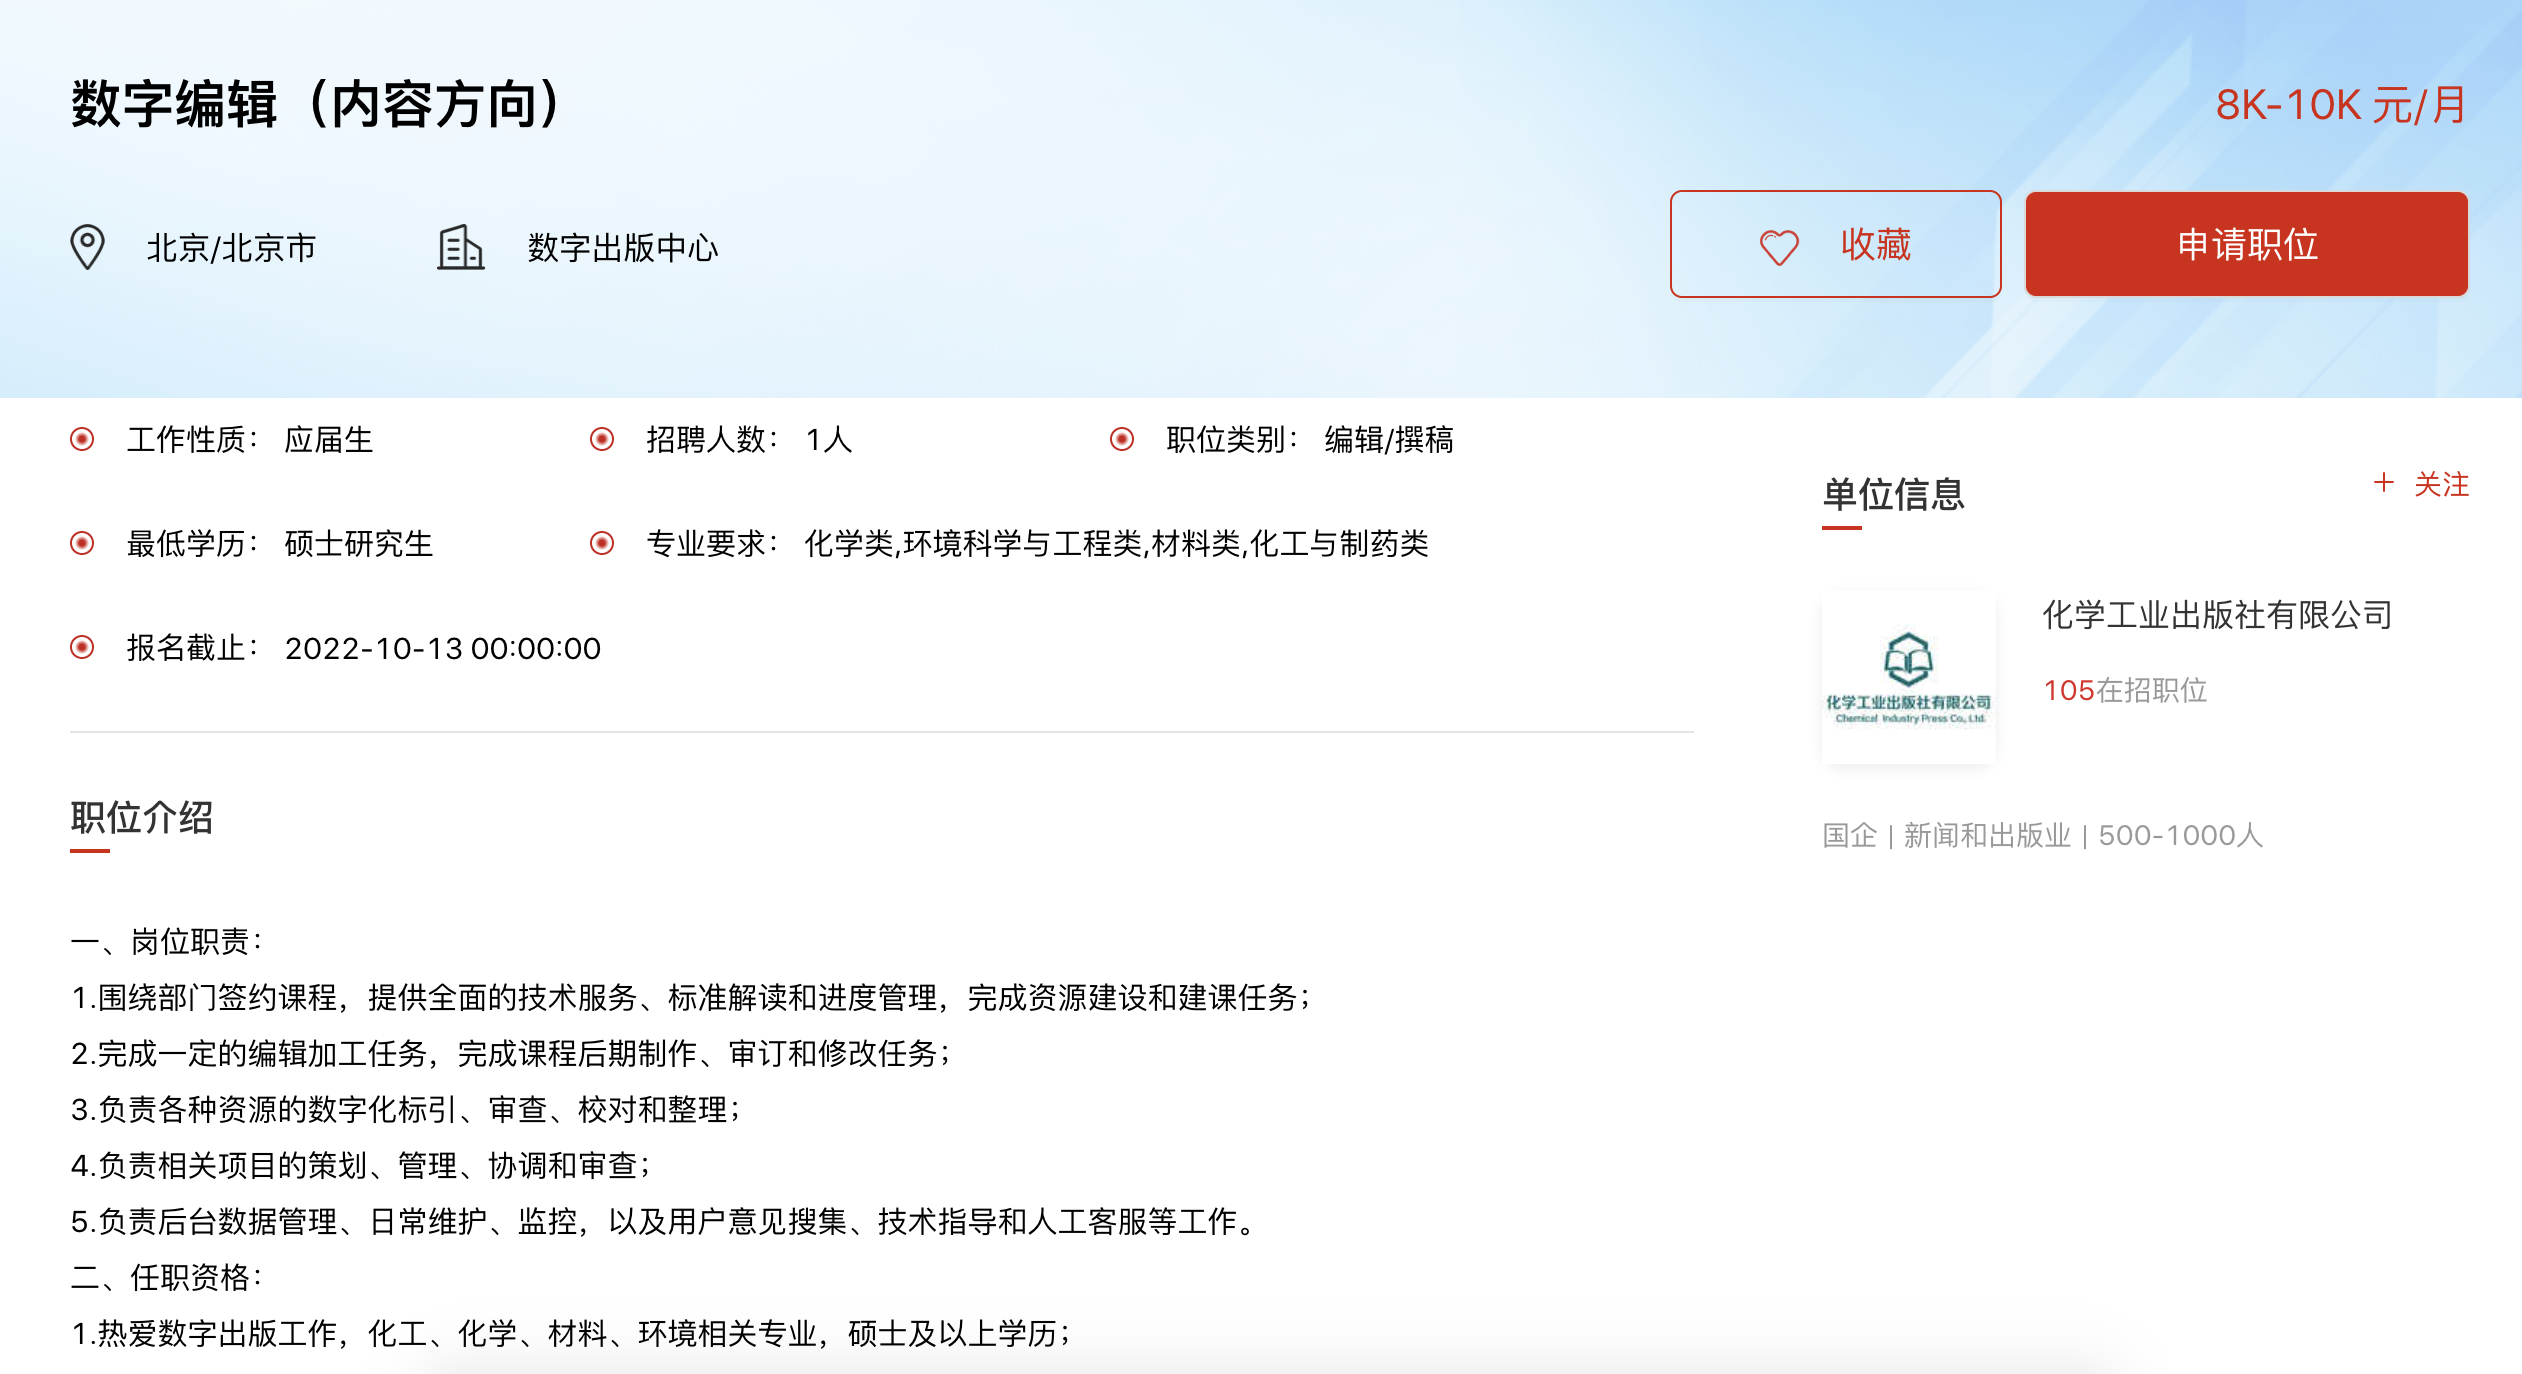 数字编辑（内容方向）
8K-10K 元/月
北京/北京市
数字出版中心
收藏
申请职位
工作性质： 应届生
招聘人数： 1人
职位类别： 编辑/撰稿
最低学历： 硕士研究生
专业要求： 化学类,环境科学与工程类,材料类,化工与制药类
报名截止： 2022-10-13 00:00:00
单位信息
+ 关注
化学工业出版社有限公司
105在招职位
化学工业出版社有限公司
Chemical Industry Press Co., Ltd.
国企 | 新闻和出版业 | 500-1000人
职位介绍
一、岗位职责：
1.围绕部门签约课程，提供全面的技术服务、标准解读和进度管理，完成资源建设和建课任务；
2.完成一定的编辑加工任务，完成课程后期制作、审订和修改任务；
3.负责各种资源的数字化标引、审查、校对和整理；
4.负责相关项目的策划、管理、协调和审查；
5.负责后台数据管理、日常维护、监控，以及用户意见搜集、技术指导和人工客服等工作。
二、任职资格：
1.热爱数字出版工作，化工、化学、材料、环境相关专业，硕士及以上学历；